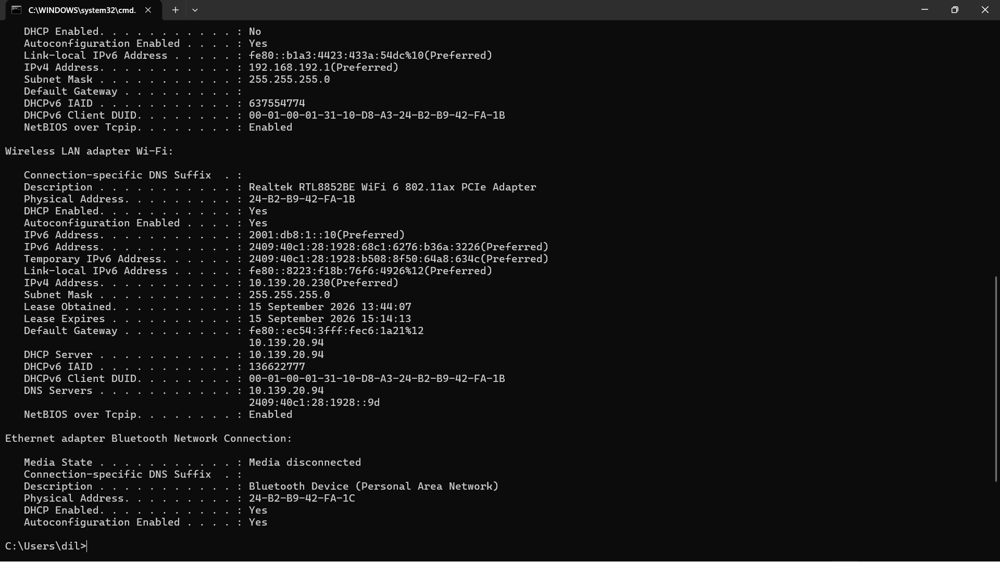 C:\WINDOWS\system32\cmd.
DHCP Enabled. . . . . . . . . . . : No
Autoconfiguration Enabled . . . . : Yes
Link-local IPv6 Address . . . . . : fe80::b1a3:4423:433a:54dc%10(Preferred)
IPv4 Address. . . . . . . . . . . : 192.168.192.1(Preferred)
Subnet Mask . . . . . . . . . . . : 255.255.255.0
Default Gateway . . . . . . . . . :
DHCPv6 IAID . . . . . . . . . . . : 637554774
DHCPv6 Client DUID. . . . . . . . : 00-01-00-01-31-10-D8-A3-24-B2-B9-42-FA-1B
NetBIOS over Tcpip. . . . . . . . : Enabled
Wireless LAN adapter Wi-Fi:
Connection-specific DNS Suffix  . :
Description . . . . . . . . . . . : Realtek RTL8852BE WiFi 6 802.11ax PCIe Adapter
Physical Address. . . . . . . . . : 24-B2-B9-42-FA-1B
DHCP Enabled. . . . . . . . . . . : Yes
Autoconfiguration Enabled . . . . : Yes
IPv6 Address. . . . . . . . . . . : 2001:db8:1::10(Preferred)
IPv6 Address. . . . . . . . . . . : 2409:40c1:28:1928:68c1:6276:b36a:3226(Preferred)
Temporary IPv6 Address. . . . . . : 2409:40c1:28:1928:b508:8f50:64a8:634c(Preferred)
Link-local IPv6 Address . . . . . : fe80::8223:f18b:76f6:4926%12(Preferred)
IPv4 Address. . . . . . . . . . . : 10.139.20.230(Preferred)
Subnet Mask . . . . . . . . . . . : 255.255.255.0
Lease Obtained. . . . . . . . . . : 15 September 2026 13:44:07
Lease Expires . . . . . . . . . . : 15 September 2026 15:14:13
Default Gateway . . . . . . . . . : fe80::ec54:3fff:fec6:1a21%12
10.139.20.94
DHCP Server . . . . . . . . . . . : 10.139.20.94
DHCPv6 IAID . . . . . . . . . . . : 136622777
DHCPv6 Client DUID. . . . . . . . : 00-01-00-01-31-10-D8-A3-24-B2-B9-42-FA-1B
DNS Servers . . . . . . . . . . . : 10.139.20.94
2409:40c1:28:1928::9d
NetBIOS over Tcpip. . . . . . . . : Enabled
Ethernet adapter Bluetooth Network Connection:
Media State . . . . . . . . . . . : Media disconnected
Connection-specific DNS Suffix  . :
Description . . . . . . . . . . . : Bluetooth Device (Personal Area Network)
Physical Address. . . . . . . . . : 24-B2-B9-42-FA-1C
DHCP Enabled. . . . . . . . . . . : Yes
Autoconfiguration Enabled . . . . : Yes
C:\Users\dil>